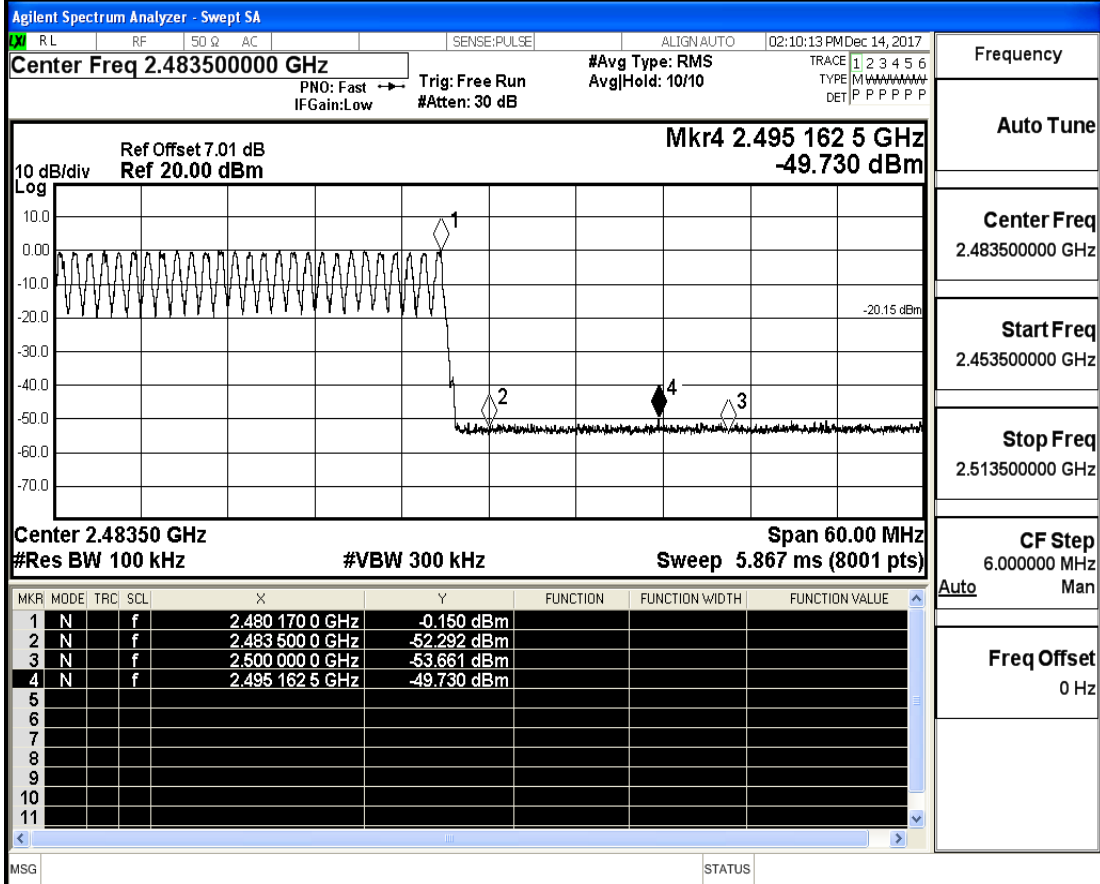 Agilent Spectrum Analyzer - Swept SA
LXI RL RF 50 Ω AC SENSE:PULSE ALIGN AUTO 02:10:13 PM Dec 14, 2017
Center Freq 2.483500000 GHz
PNO: Fast
IFGain:Low
Trig: Free Run
#Atten: 30 dB
#Avg Type: RMS
Avg|Hold: 10/10
TRACE 1 2 3 4 5 6
TYPE M WWWWW
DET P P P P P P
Mkr4 2.495 162 5 GHz
-49.730 dBm
Ref Offset 7.01 dB
10 dB/div Ref 20.00 dBm
Log
10.0
0.00
-10.0
-20.0
-30.0
-40.0
-50.0
-60.0
-70.0
1
2
4
3
-20.15 dBm
Center 2.48350 GHz Span 60.00 MHz
#Res BW 100 kHz #VBW 300 kHz Sweep 5.867 ms (8001 pts)
MKR MODE TRC SCL X Y FUNCTION FUNCTION WIDTH FUNCTION VALUE
1 N f 2.480 170 0 GHz -0.150 dBm
2 N f 2.483 500 0 GHz -52.292 dBm
3 N f 2.500 000 0 GHz -53.661 dBm
4 N f 2.495 162 5 GHz -49.730 dBm
5
6
7
8
9
10
11
MSG STATUS
Frequency
Auto Tune
Center Freq
2.483500000 GHz
Start Freq
2.453500000 GHz
Stop Freq
2.513500000 GHz
CF Step
6.000000 MHz
Auto Man
Freq Offset
0 Hz